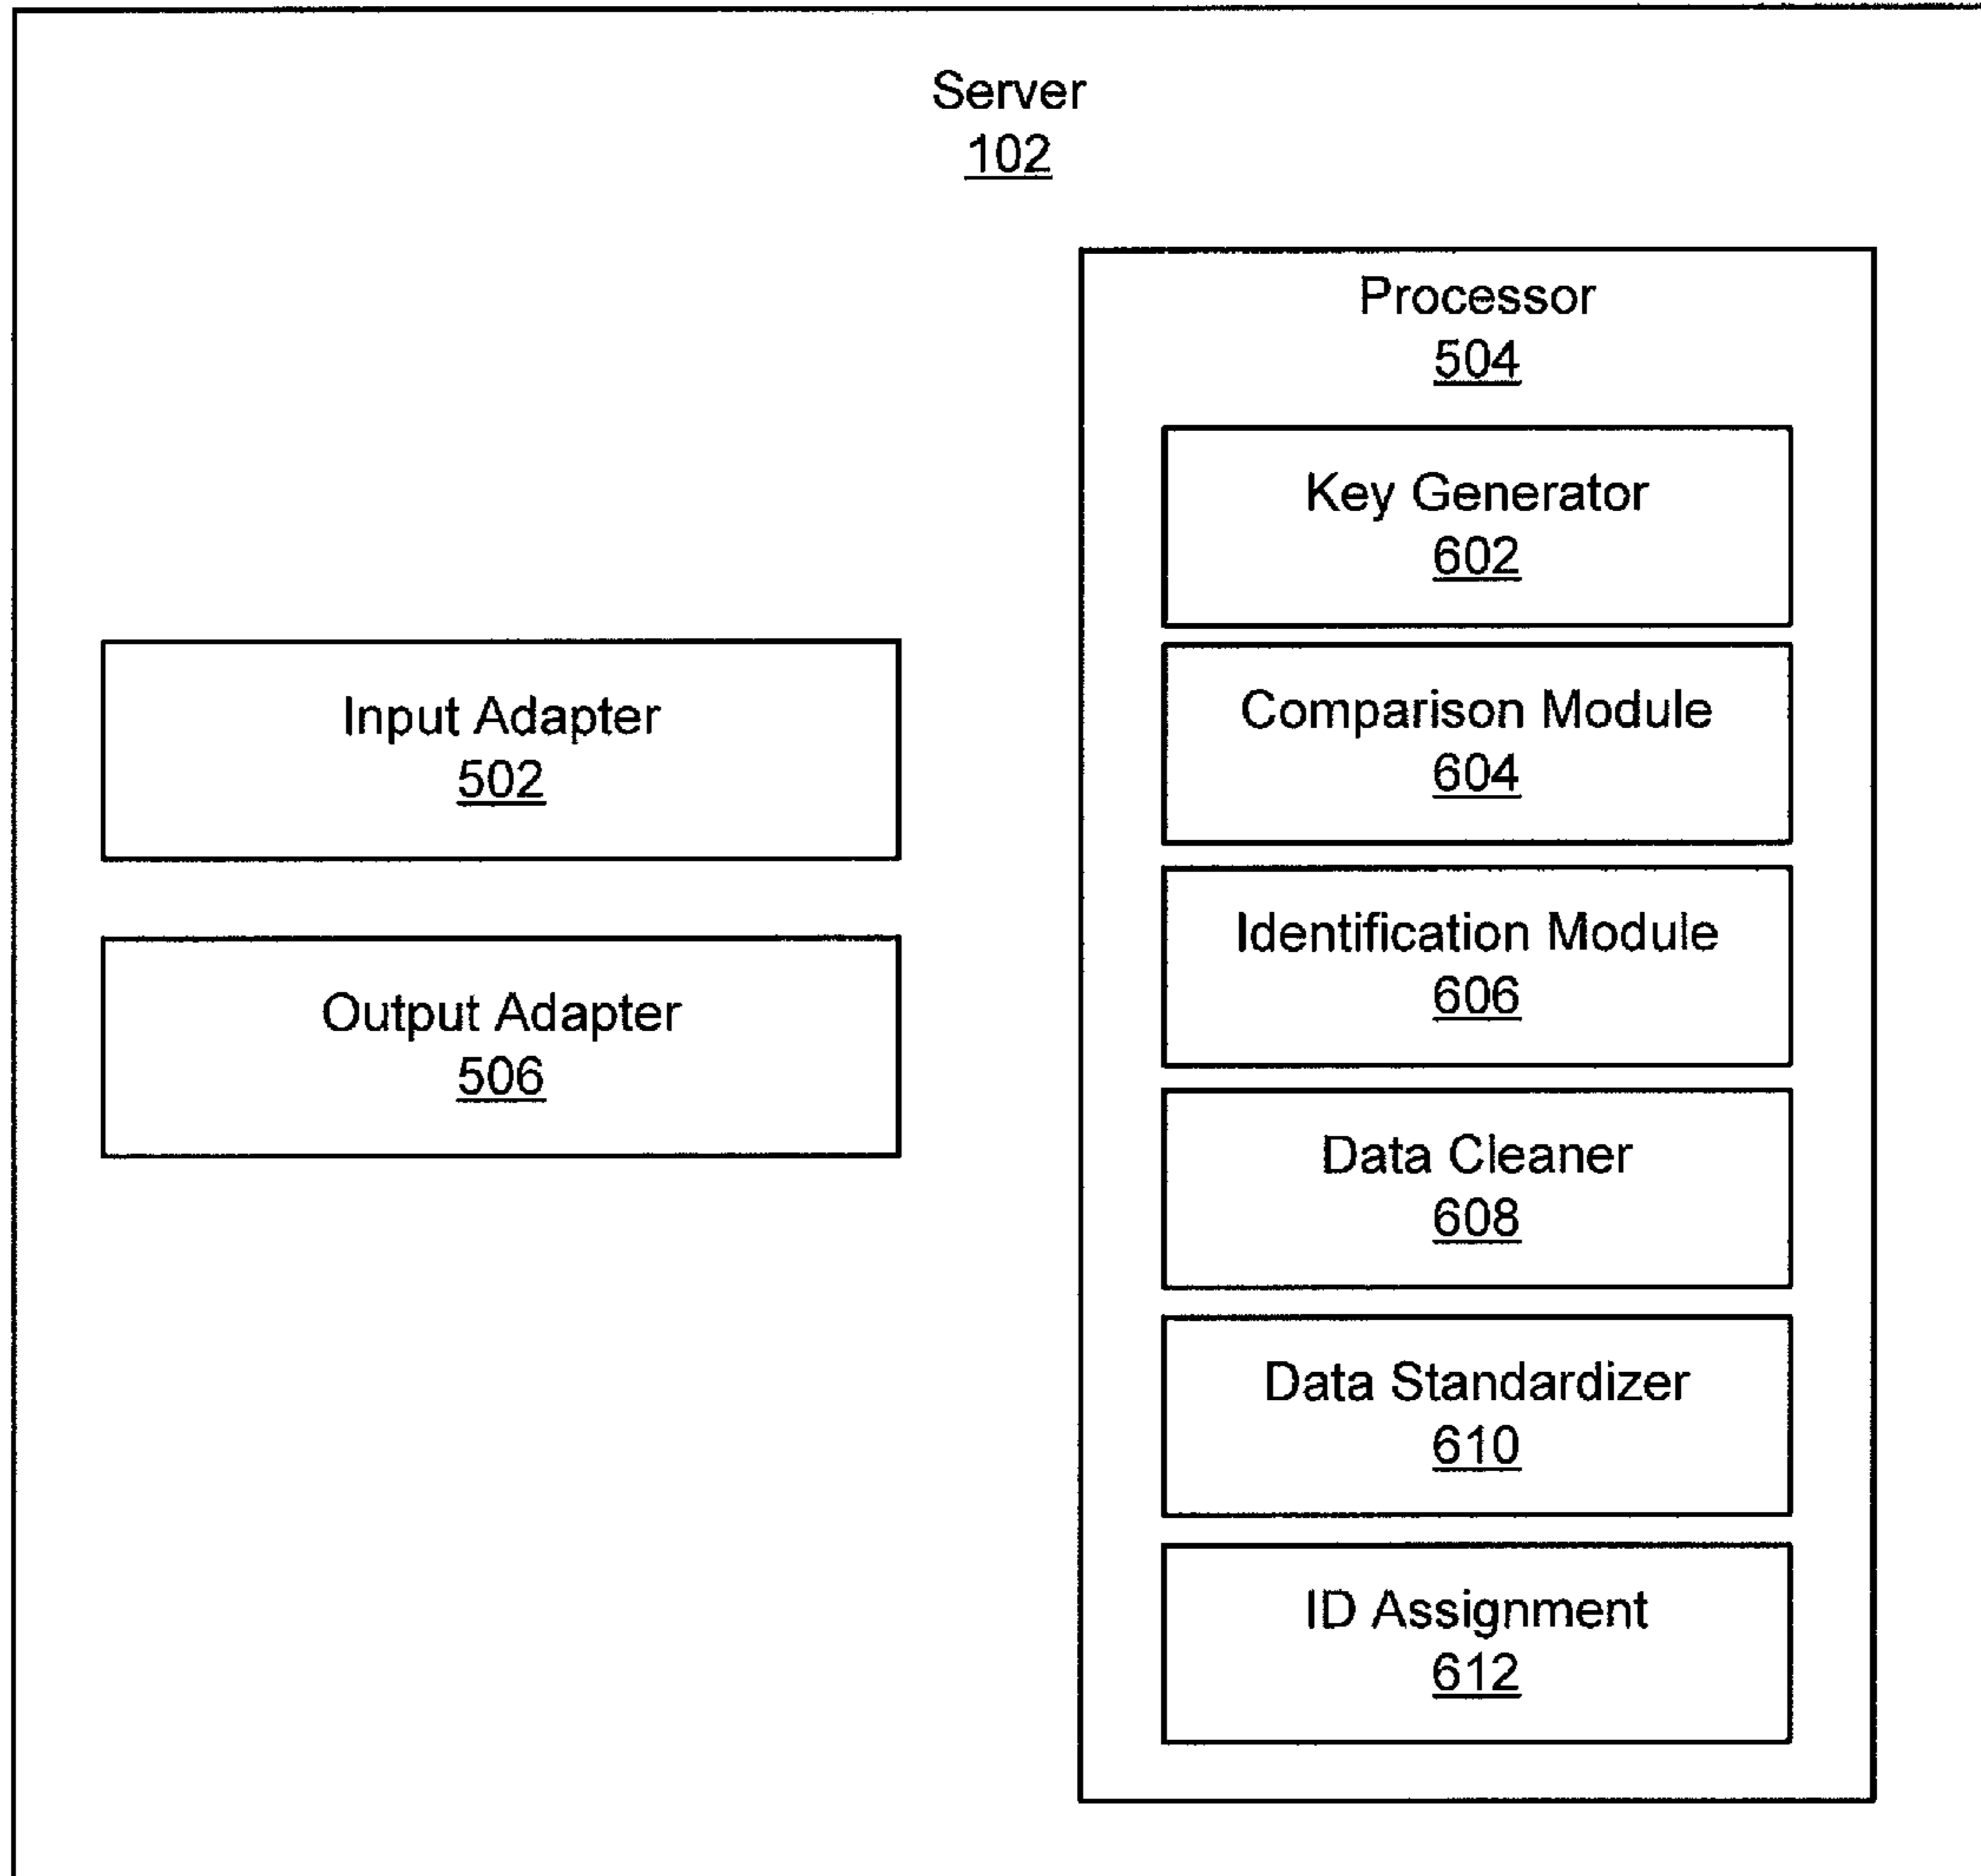 Server
102
Processor
504
Key Generator
602
Comparison Module
604
Identification Module
606
Data Cleaner
608
Data Standardizer
610
ID Assignment
612
Input Adapter
502
Output Adapter
506